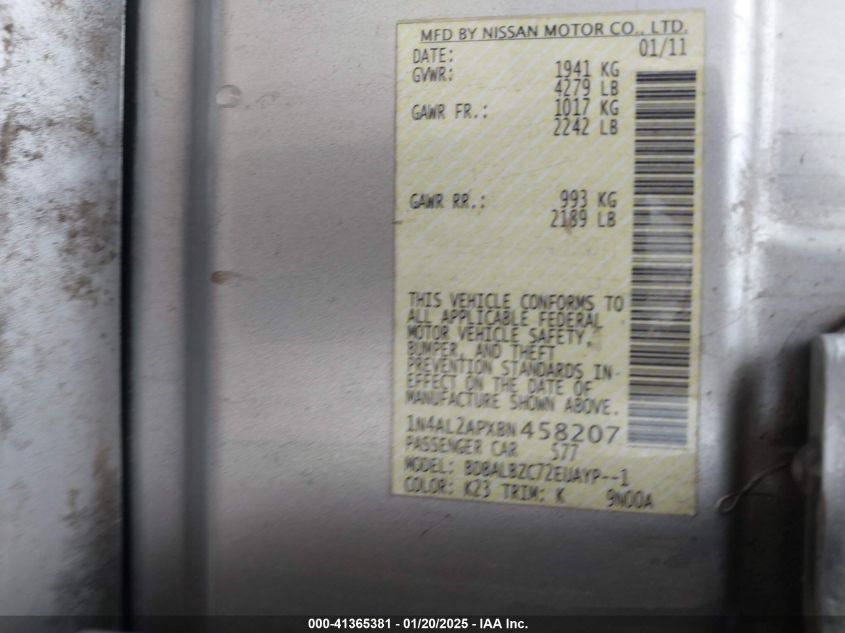 MFD BY NISSAN MOTOR CO., LTD.
DATE: 01/11
GVWR: 1941 KG
4279 LB
GAWR FR.: 1017 KG
2242 LB
GAWR RR.: 993 KG
2189 LB
THIS VEHICLE CONFORMS TO
ALL APPLICABLE FEDERAL
MOTOR VEHICLE SAFETY,
BUMPER, AND THEFT
PREVENTION STANDARDS IN-
EFFECT ON THE DATE OF
MANUFACTURE SHOWN ABOVE.
1N4AL2APXBN458207
PASSENGER CAR 577
MODEL: BDBALBZC72EUAYP--1
COLOR: K23 TRIM: K 9N00A
000-41365381 - 01/20/2025 - IAA Inc.